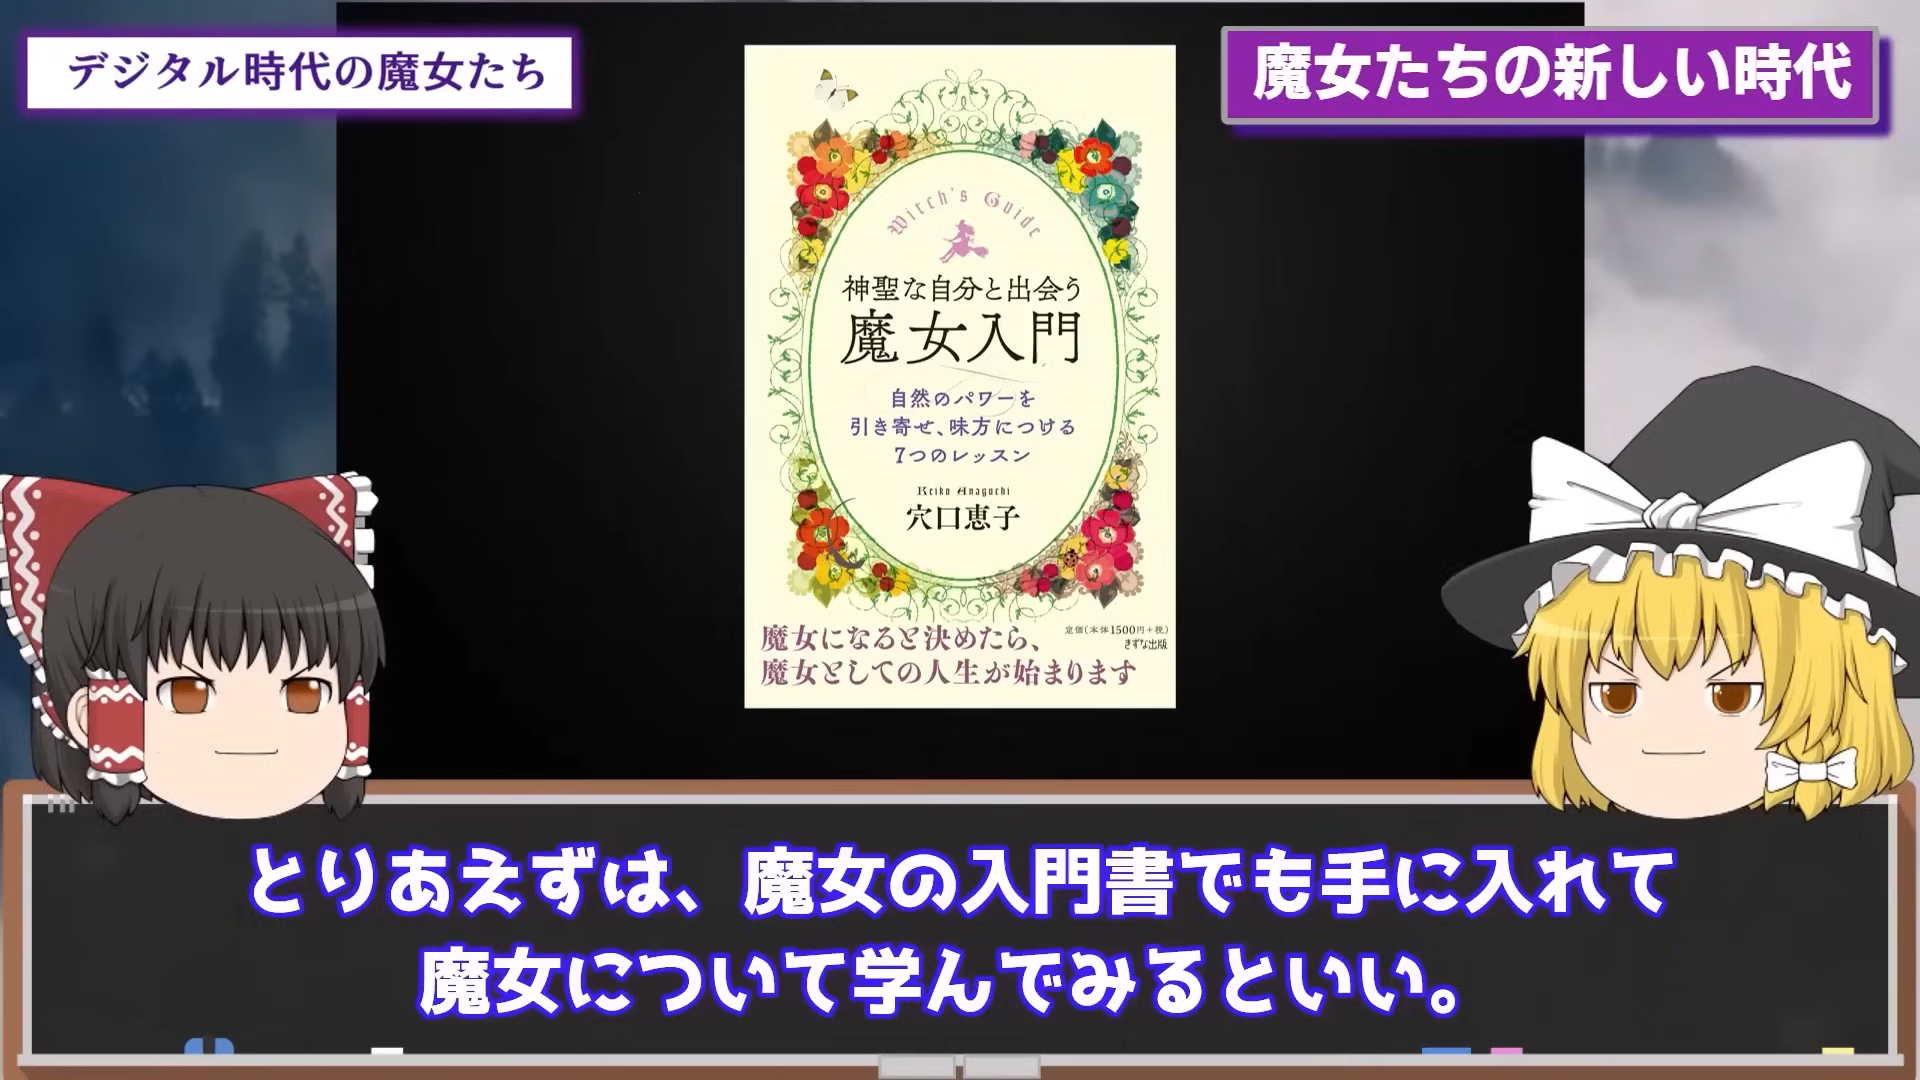 デジタル時代の魔女たち
魔女たちの新しい時代
Witch's Guide
神聖な自分と出会う
魔女入門
自然のパワーを
引き寄せ、味方につける
7つのレッスン
Keiko Anaguchi
穴口恵子
魔女になると決めたら、
魔女としての人生が始まります
定価(本体1500円+税)
きずな出版
とりあえずは、魔女の入門書でも手に入れて
魔女について学んでみるといい。